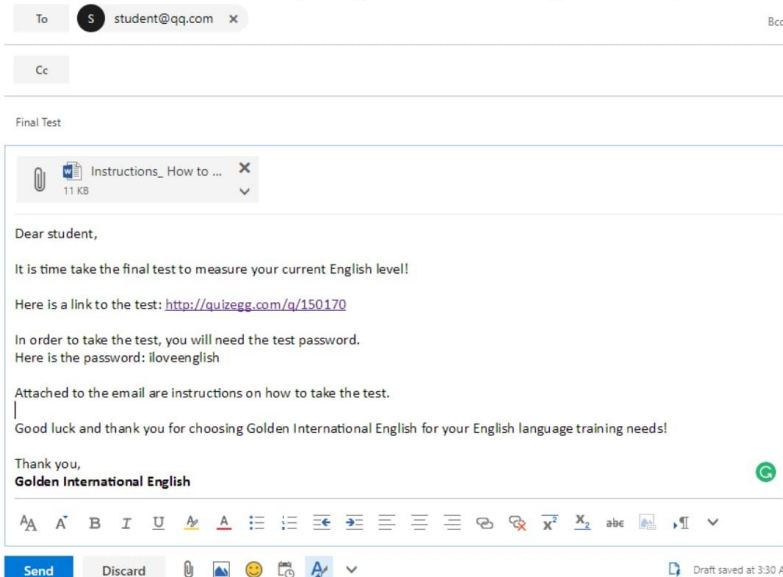 To S student@qq.com × Bcc
Cc
Final Test
Instructions_ How to ...
11 KB
Dear student,
It is time take the final test to measure your current English level!
Here is a link to the test: http://quizegg.com/q/150170
In order to take the test, you will need the test password.
Here is the password: iloveenglish
Attached to the email are instructions on how to take the test.
Good luck and thank you for choosing Golden International English for your English language training needs!
Thank you,
Golden International English
AA A B I U A A x² X₂ abc ¶
Send Discard Draft saved at 3:30 A